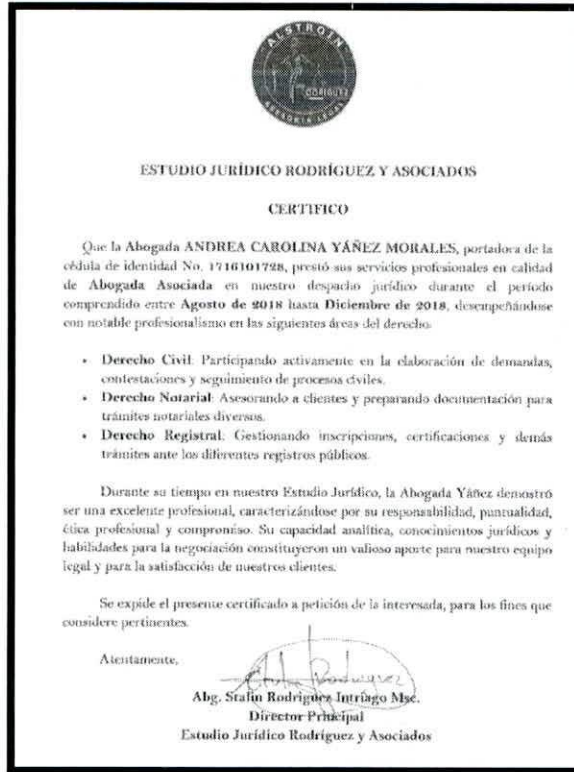 ALSTROIN
RODRIGUEZ
ASESORIA LEGAL
ESTUDIO JURÍDICO RODRÍGUEZ Y ASOCIADOS
CERTIFICO
Que la Abogada ANDREA CAROLINA YÁÑEZ MORALES, portadora de la
cédula de identidad No. 1716101728, prestó sus servicios profesionales en calidad
de Abogada Asociada en nuestro despacho jurídico durante el período
comprendido entre Agosto de 2018 hasta Diciembre de 2018, desempeñándose
con notable profesionalismo en las siguientes áreas del derecho:
• Derecho Civil: Participando activamente en la elaboración de demandas,
contestaciones y seguimiento de procesos civiles.
• Derecho Notarial: Asesorando a clientes y preparando documentación para
trámites notariales diversos.
• Derecho Registral: Gestionando inscripciones, certificaciones y demás
trámites ante los diferentes registros públicos.
Durante su tiempo en nuestro Estudio Jurídico, la Abogada Yáñez demostró
ser una excelente profesional, caracterizándose por su responsabilidad, puntualidad,
ética profesional y compromiso. Su capacidad analítica, conocimientos jurídicos y
habilidades para la negociación constituyeron un valioso aporte para nuestro equipo
legal y para la satisfacción de nuestros clientes.
Se expide el presente certificado a petición de la interesada, para los fines que
considere pertinentes.
Atentamente,
Abg. Stalin Rodríguez Intriago Msc.
Director Principal
Estudio Jurídico Rodríguez y Asociados